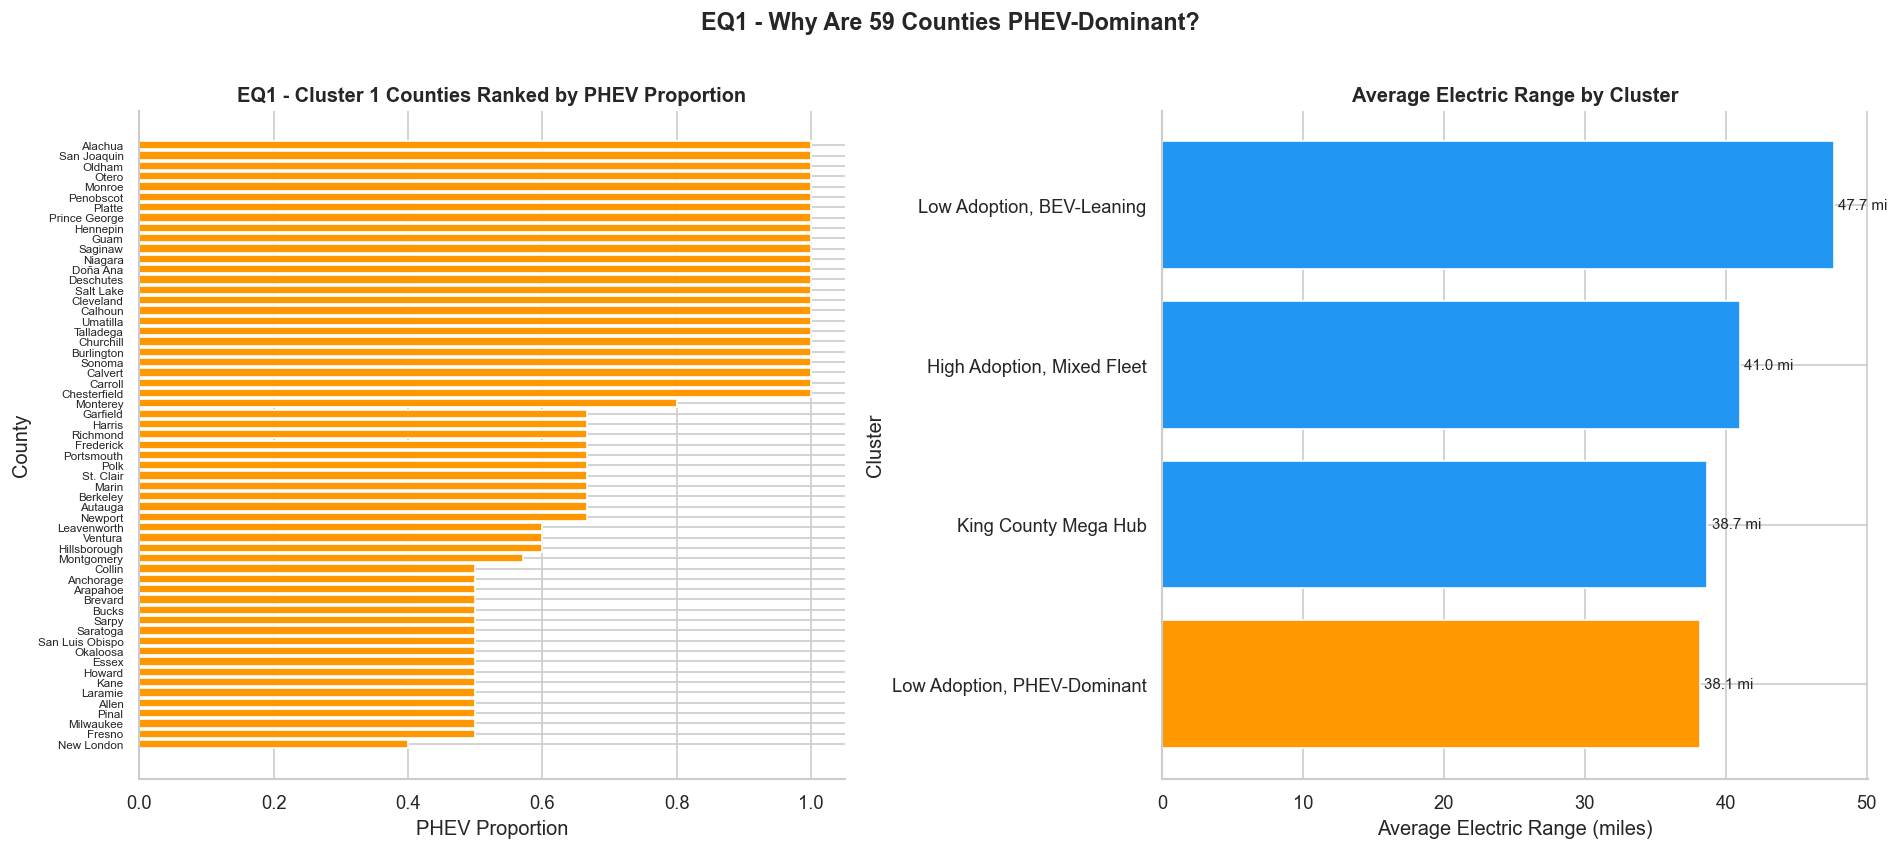 EQ1 - Why Are 59 Counties PHEV-Dominant?
EQ1 - Cluster 1 Counties Ranked by PHEV Proportion
County
Alachua
San Joaquin
Oldham
Otero
Monroe
Penobscot
Platte
Prince George
Hennepin
Guam
Saginaw
Niagara
Doña Ana
Deschutes
Salt Lake
Cleveland
Calhoun
Umatilla
Talladega
Churchill
Burlington
Sonoma
Calvert
Carroll
Chesterfield
Monterey
Garfield
Harris
Richmond
Frederick
Portsmouth
Polk
St. Clair
Marin
Berkeley
Autauga
Newport
Leavenworth
Ventura
Hillsborough
Montgomery
Collin
Anchorage
Arapahoe
Brevard
Bucks
Sarpy
Saratoga
San Luis Obispo
Okaloosa
Essex
Howard
Kane
Laramie
Allen
Pinal
Milwaukee
Fresno
New London
0.0 0.2 0.4 0.6 0.8 1.0
PHEV Proportion
Average Electric Range by Cluster
Cluster
Low Adoption, BEV-Leaning 47.7 mi
High Adoption, Mixed Fleet 41.0 mi
King County Mega Hub 38.7 mi
Low Adoption, PHEV-Dominant 38.1 mi
0 10 20 30 40 50
Average Electric Range (miles)